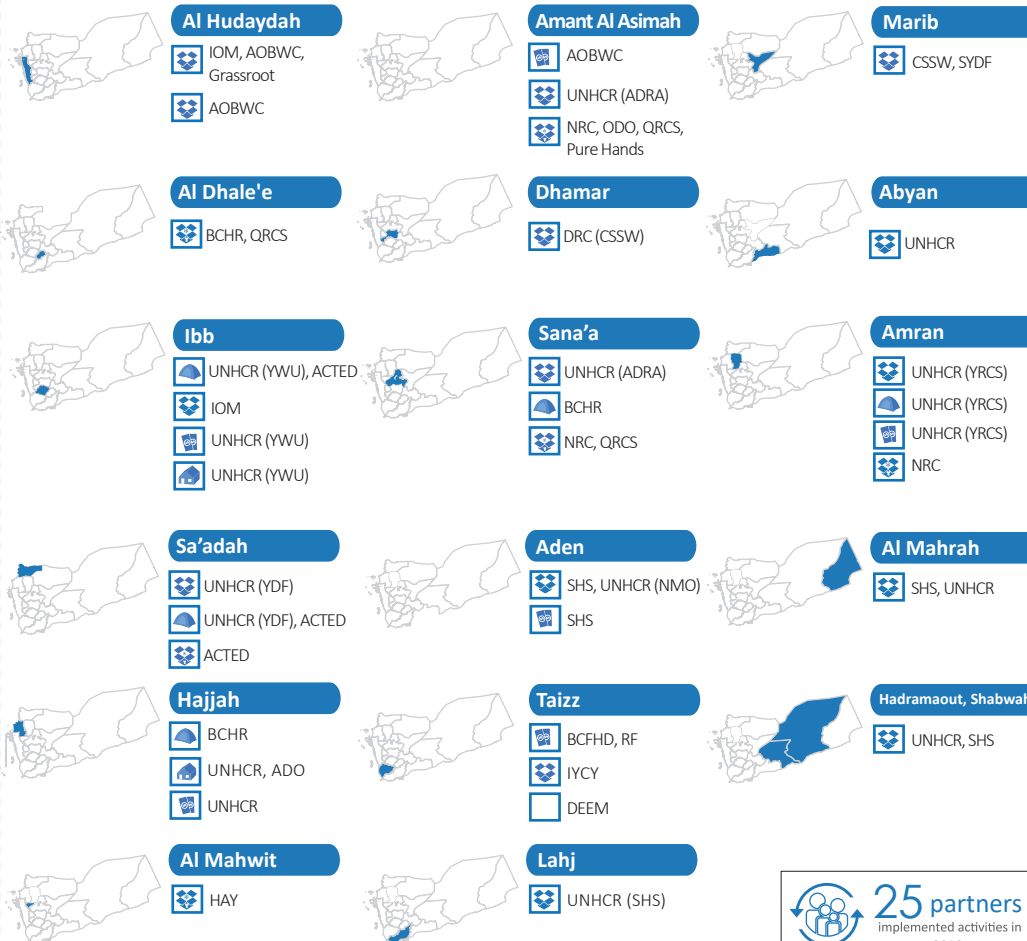 Al Hudaydah
IOM, AOBWC,
Grassroot
AOBWC
Amant Al Asimah
AOBWC
UNHCR (ADRA)
NRC, ODO, QRCS,
Pure Hands
Marib
CSSW, SYDF
Al Dhale'e
BCHR, QRCS
Dhamar
DRC (CSSW)
Abyan
UNHCR
Ibb
UNHCR (YWU), ACTED
IOM
UNHCR (YWU)
UNHCR (YWU)
Sana’a
UNHCR (ADRA)
BCHR
NRC, QRCS
Amran
UNHCR (YRCS)
UNHCR (YRCS)
UNHCR (YRCS)
NRC
Sa’adah
UNHCR (YDF)
UNHCR (YDF), ACTED
ACTED
Aden
SHS, UNHCR (NMO)
SHS
Al Mahrah
SHS, UNHCR
Hajjah
BCHR
UNHCR, ADO
UNHCR
Taizz
BCFHD, RF
IYCY
DEEM
Hadramaout, Shabwah
UNHCR, SHS
Al Mahwit
HAY
Lahj
UNHCR (SHS)
25 partners
implemented activities in